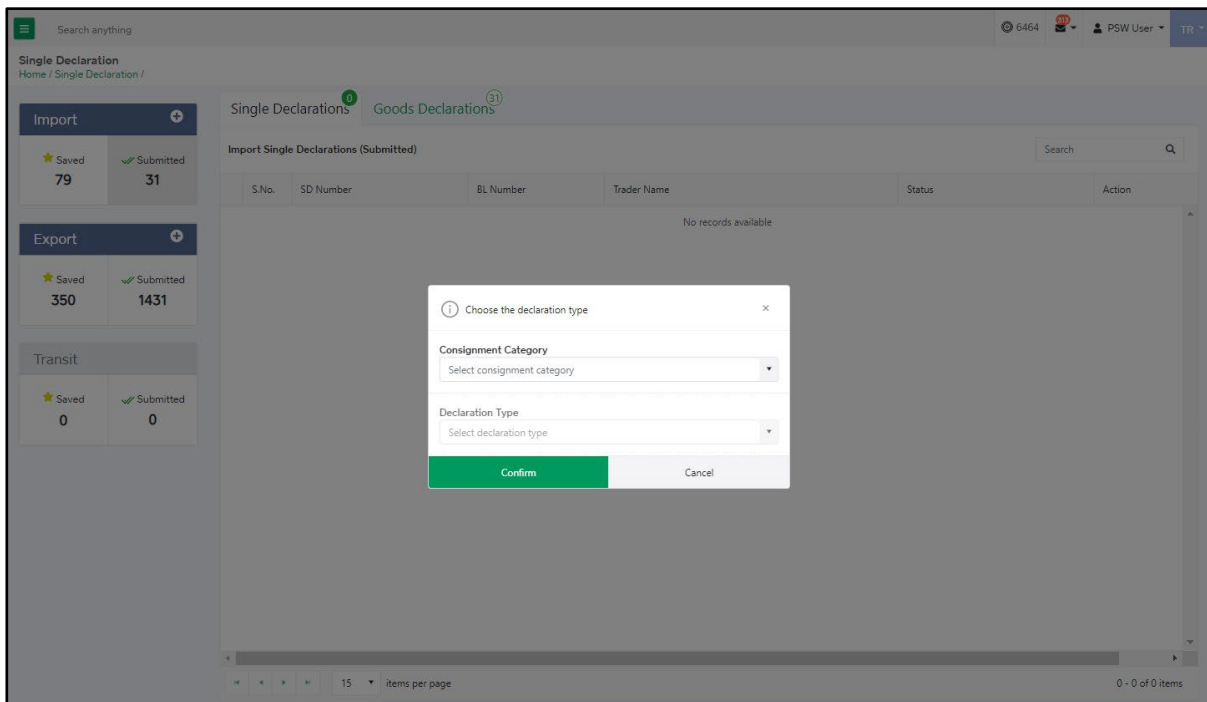 Search anything
6464
311
PSW User
TR
Single Declaration
Home / Single Declaration /
Import
Saved
79
Submitted
31
Export
Saved
350
Submitted
1431
Transit
Saved
0
Submitted
0
Single Declarations 0
Goods Declarations 31
Import Single Declarations (Submitted)
Search
S.No. SD Number BL Number Trader Name Status Action
No records available
Choose the declaration type
Consignment Category
Select consignment category
Declaration Type
Select declaration type
Confirm Cancel
15 items per page
0 - 0 of 0 items